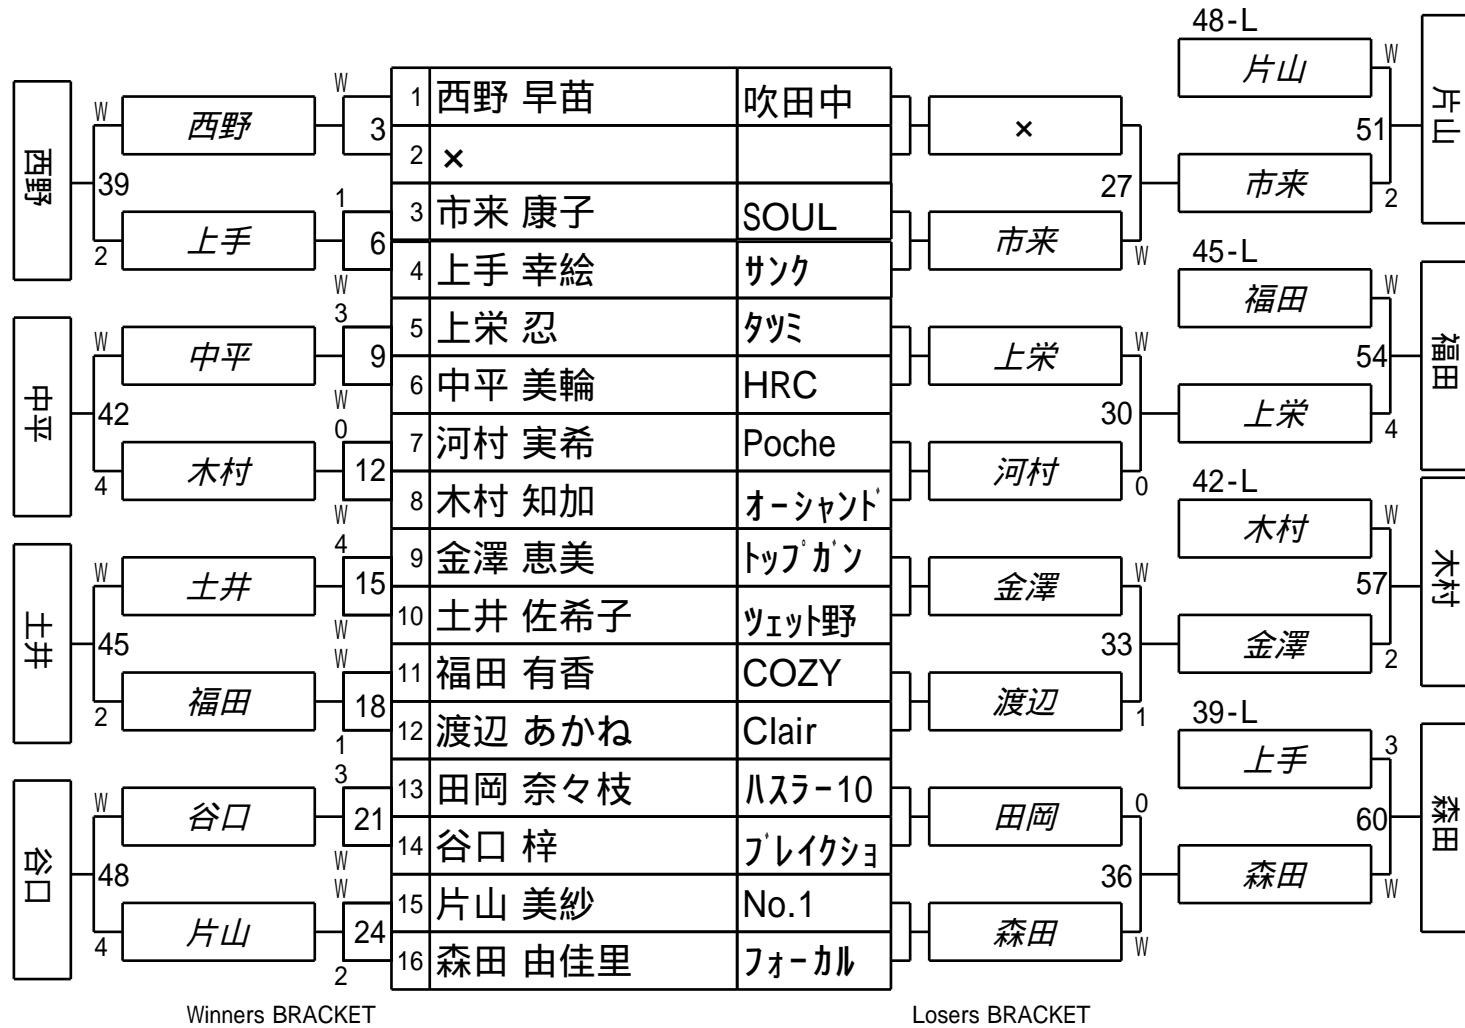 48-L
片山 W 片山
W 1 西野 早苗 吹田中
W 西野 3 × 51
2 ×
西野 39 27 市来 2
1 3 市来 康子 SOUL
上手 6 市来
2 4 上手 幸絵 サンク W 45-L
W 福田 W 福田
3 5 上栄 忍 タツミ
W 中平 9 上栄 W 54
6 中平 美輪 HRC
中平 42 W 30 上栄 4
0 7 河村 実希 Poche
木村 12 河村
4 8 木村 知加 オーシャンド 0 42-L
W 木村 W 木村
4 9 金澤 恵美 トップガン
W 土井 15 金澤 W 57
10 土井 佐希子 ツェット野
土井 45 W 33 金澤 2
W 11 福田 有香 COZY
福田 18 渡辺
2 12 渡辺 あかね Clair 1 39-L
1 上手 3 森田
3 13 田岡 奈々枝 ハスラー10
W 谷口 21 田岡 0 60
14 谷口 梓 ブレイクショ
谷口 48 W 36 森田 W
W 15 片山 美紗 No.1
片山 24 森田
4 16 森田 由佳里 フォーカル W
2
Winners BRACKET Losers BRACKET